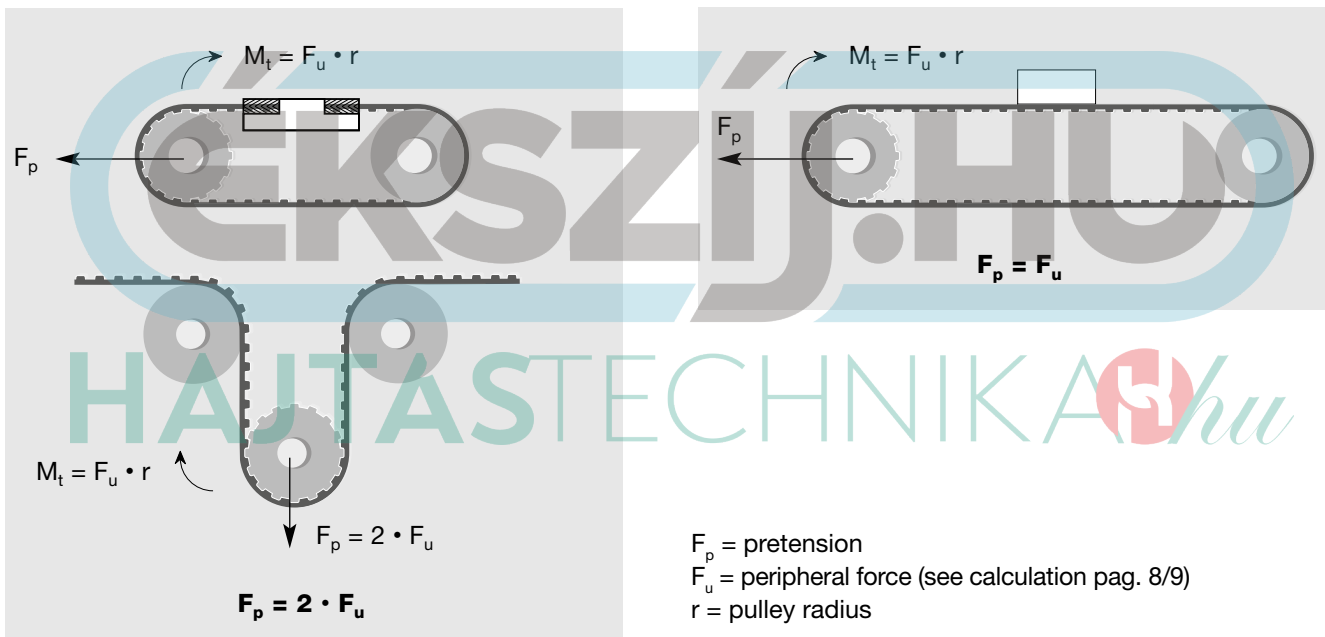 Mₜ = Fᵤ • r
Fₚ
Mₜ = Fᵤ • r
Fₚ = 2 • Fᵤ
Fₚ = 2 • Fᵤ
Mₜ = Fᵤ • r
Fₚ
Fₚ = Fᵤ
Fₚ = pretension
Fᵤ = peripheral force (see calculation pag. 8/9)
r = pulley radius
ÉKSZÍJ.HU
HAJTÁSTECHNIKA.hu